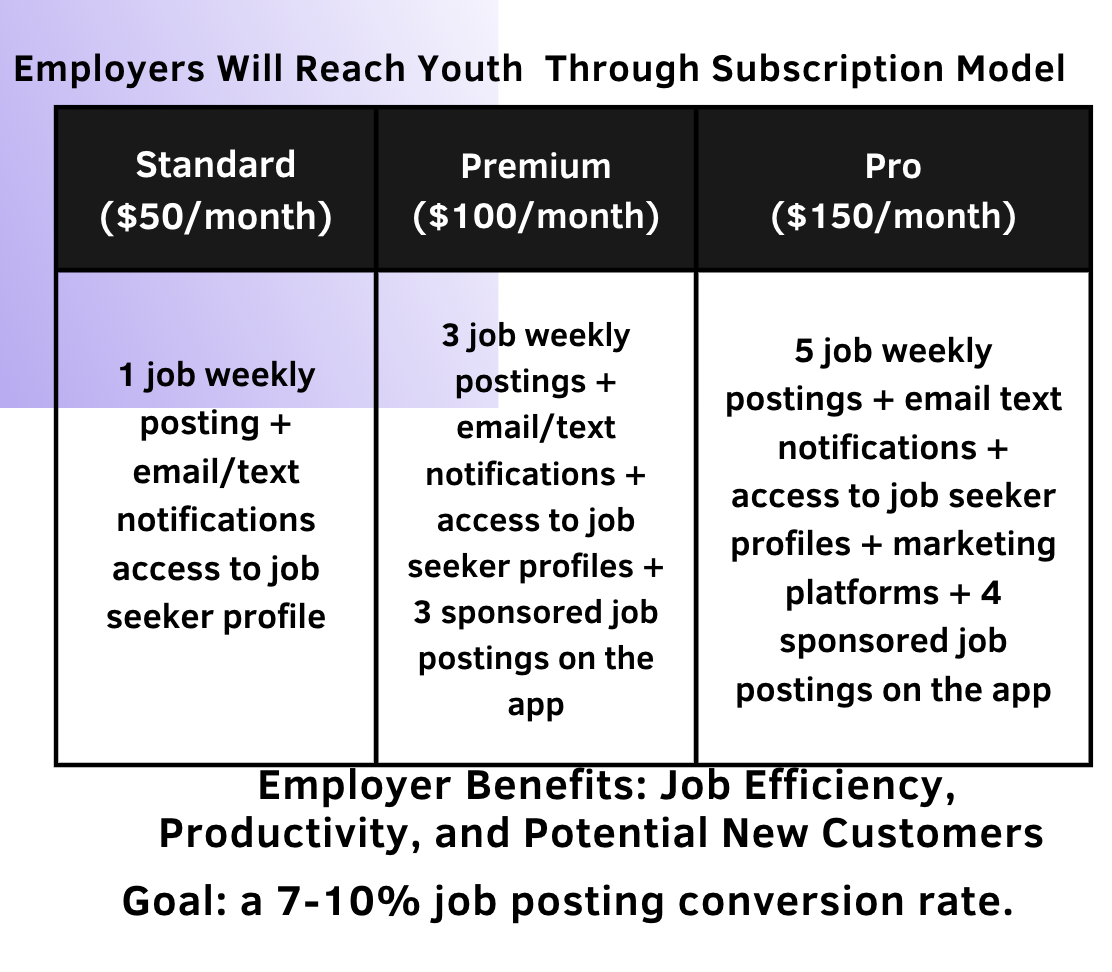 Employers Will Reach Youth  Through Subscription Model
Standard
($50/month)
Premium
($100/month)
Pro
($150/month)
1 job weekly
posting +
email/text
notifications
access to job
seeker profile
3 job weekly
postings +
email/text
notifications +
access to job
seeker profiles +
3 sponsored job
postings on the
app
5 job weekly
postings + email text
notifications +
access to job seeker
profiles + marketing
platforms + 4
sponsored job
postings on the app
Employer Benefits: Job Efficiency,
Productivity, and Potential New Customers
Goal: a 7-10% job posting conversion rate.